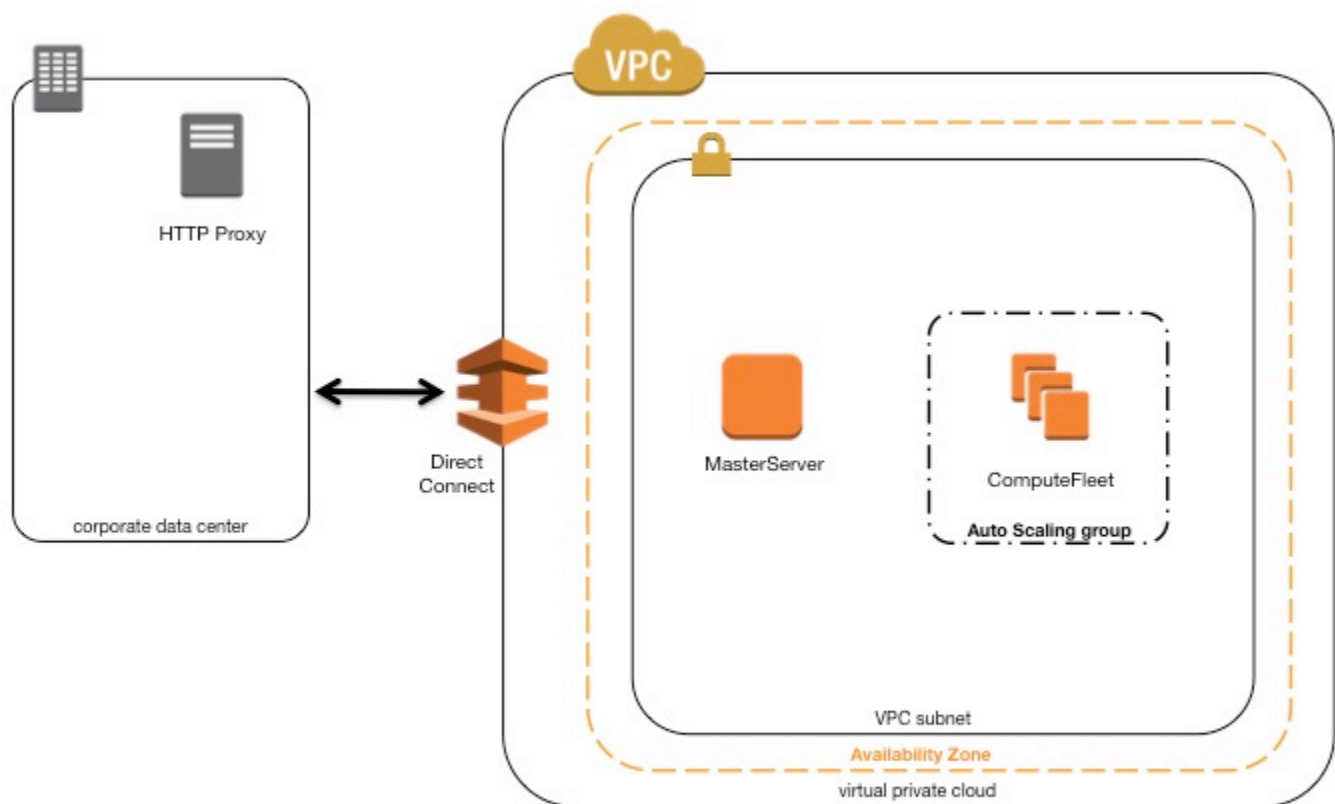 VPC
HTTP Proxy
corporate data center
Direct
Connect
MasterServer
ComputeFleet
Auto Scaling group
VPC subnet
Availability Zone
virtual private cloud